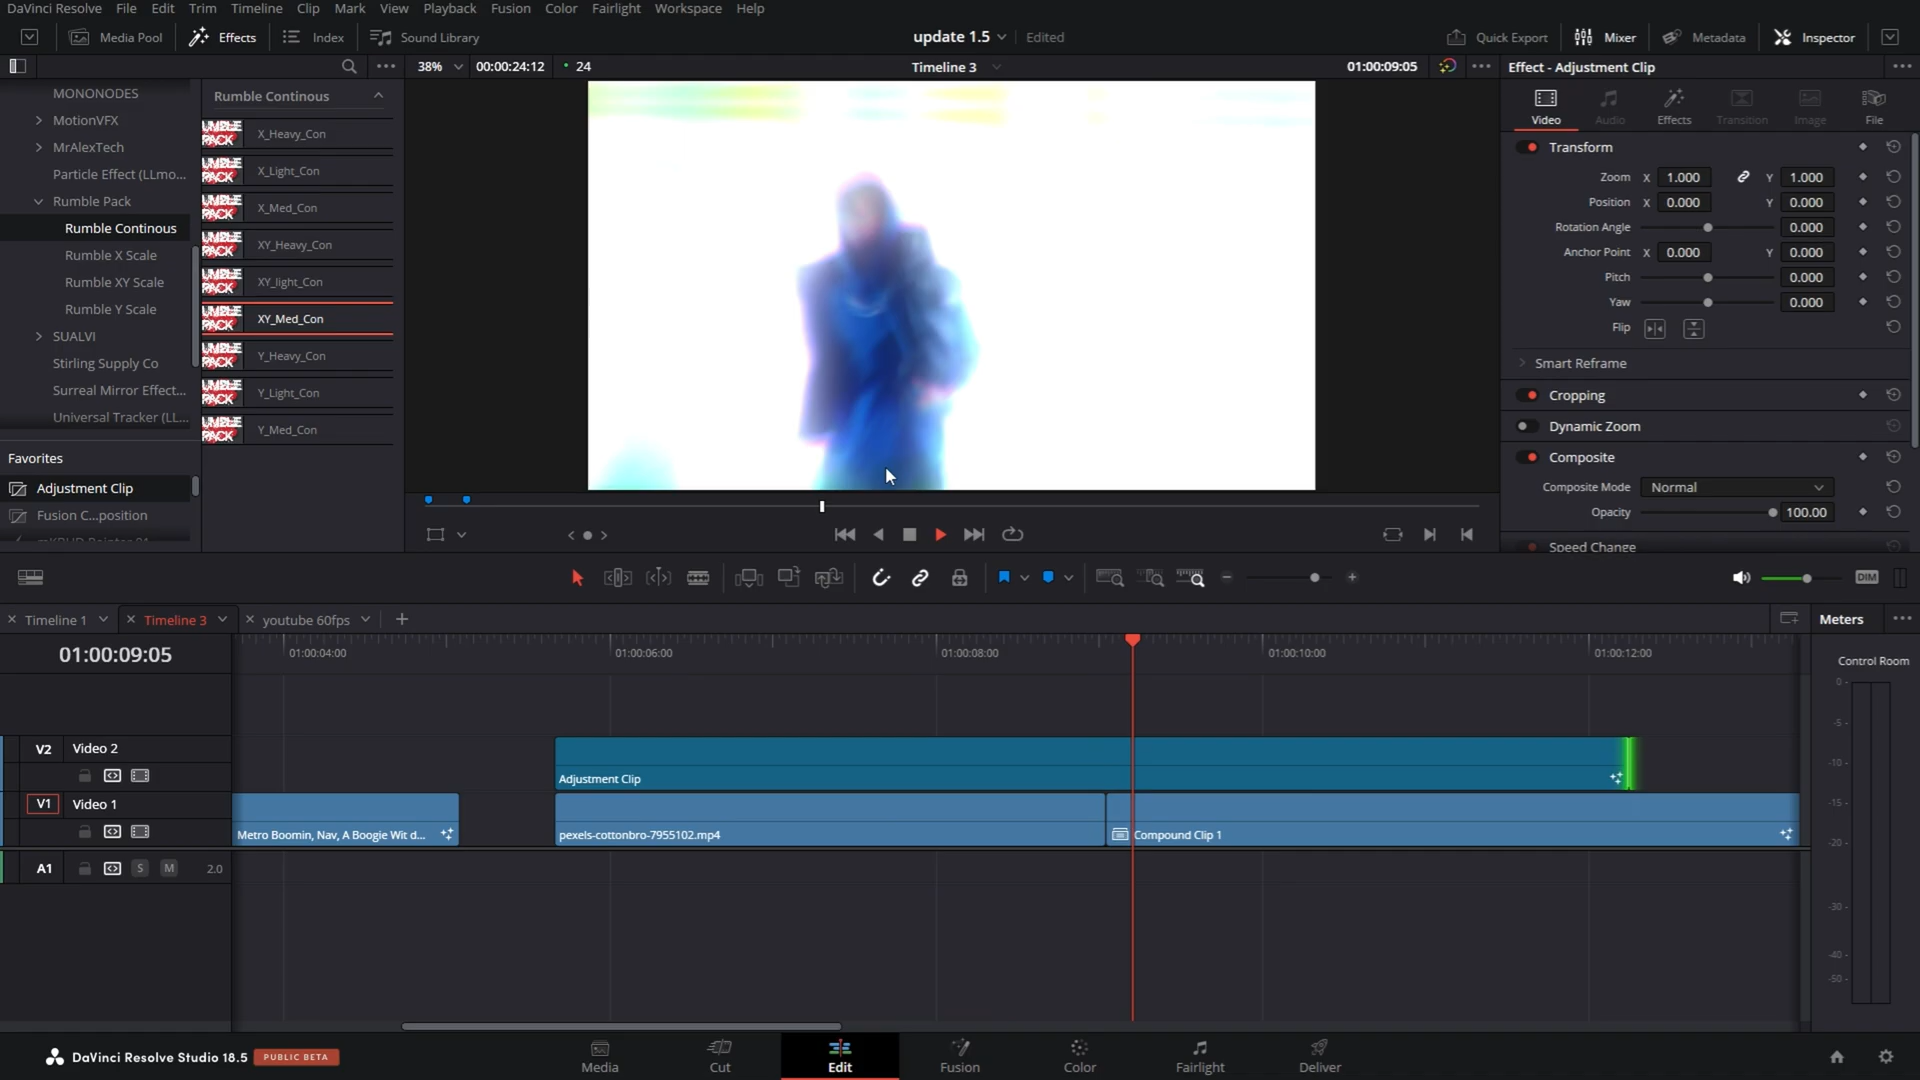 DaVinci Resolve File Edit Trim Timeline Clip Mark View Playback Fusion Color Fairlight Workspace Help
Media Pool Effects Index Sound Library
update 1.5 Edited
Quick Export Mixer Metadata Inspector
38% 00:00:24:12 24
Timeline 3
01:00:09:05
Effect - Adjustment Clip
MONONODES
MotionVFX
MrAlexTech
Particle Effect (LLmo...
Rumble Pack
Rumble Continous
Rumble X Scale
Rumble XY Scale
Rumble Y Scale
SUALVI
Stirling Supply Co
Surreal Mirror Effect...
Universal Tracker (LL...
Favorites
Adjustment Clip
Fusion C...position
Rumble Continous
X_Heavy_Con
X_Light_Con
X_Med_Con
XY_Heavy_Con
XY_light_Con
XY_Med_Con
Y_Heavy_Con
Y_Light_Con
Y_Med_Con
Video Audio Effects Transition Image File
Transform
Zoom X 1.000 Y 1.000
Position X 0.000 Y 0.000
Rotation Angle 0.000
Anchor Point X 0.000 Y 0.000
Pitch 0.000
Yaw 0.000
Flip
Smart Reframe
Cropping
Dynamic Zoom
Composite
Composite Mode Normal
Opacity 100.00
Speed Change
DIM
Timeline 1 Timeline 3 youtube 60fps
Meters
01:00:09:05
01:00:04:00 01:00:06:00 01:00:08:00 01:00:10:00 01:00:12:00
Control Room
V2 Video 2
Adjustment Clip
V1 Video 1
Metro Boomin, Nav, A Boogie Wit d... pexels-cottonbro-7955102.mp4 Compound Clip 1
A1 S M 2.0
0
-5
-10
-15
-20
-30
-40
-50
DaVinci Resolve Studio 18.5 PUBLIC BETA
Media Cut Edit Fusion Color Fairlight Deliver